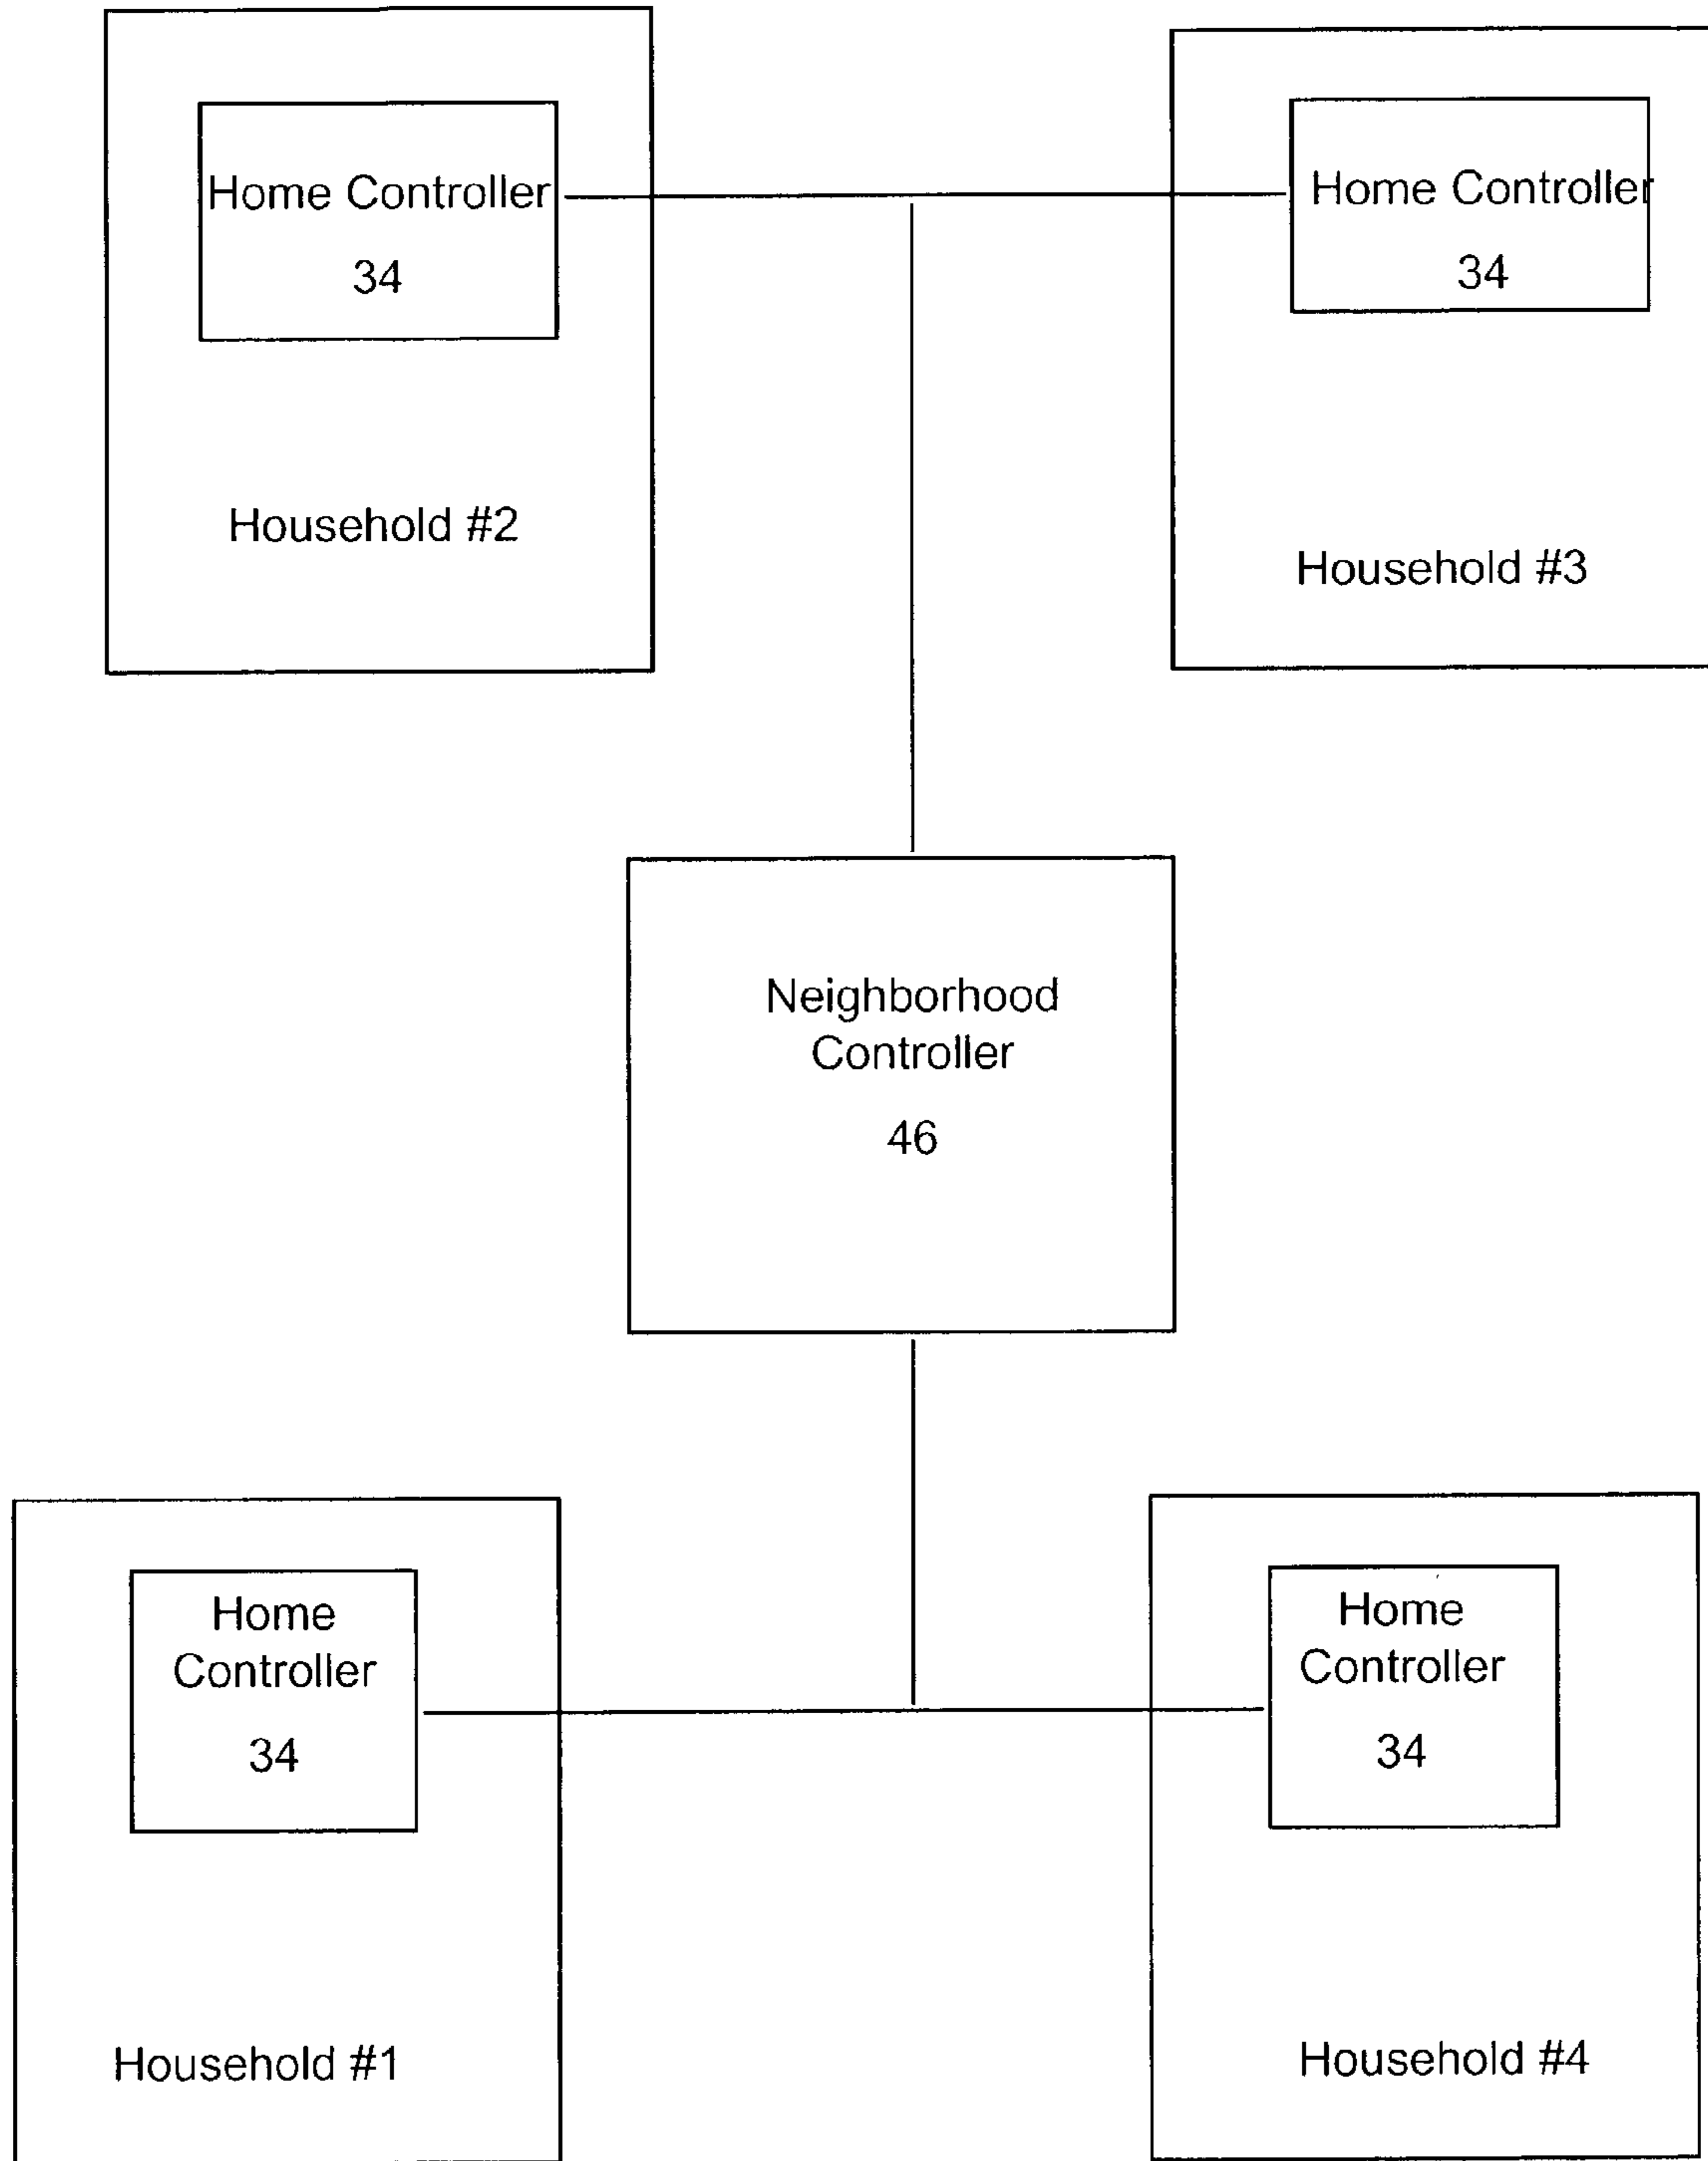 Home Controller
34
Household #2
Home Controller
34
Household #3
Neighborhood
Controller
46
Home
Controller
34
Household #1
Home
Controller
34
Household #4